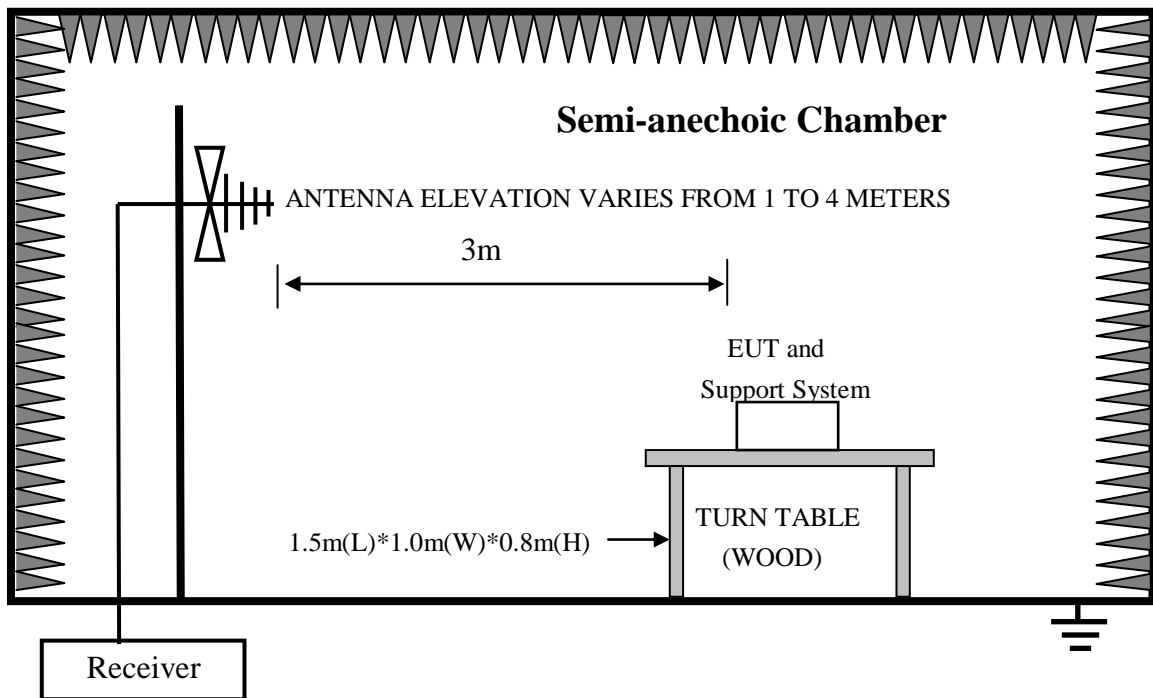 Semi-anechoic Chamber
ANTENNA ELEVATION VARIES FROM 1 TO 4 METERS
3m
EUT and
Support System
TURN TABLE
1.5m(L)*1.0m(W)*0.8m(H)
(WOOD)
Receiver